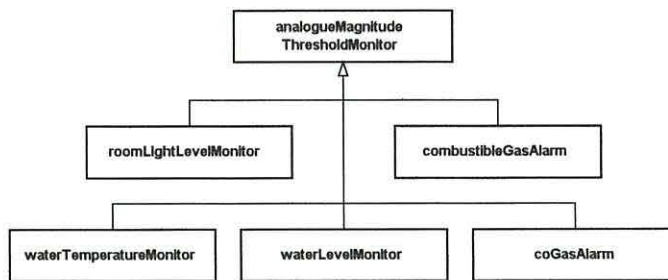 analogueMagnitude
ThresholdMonitor
roomLightLevelMonitor
combustibleGasAlarm
waterTemperatureMonitor
waterLevelMonitor
coGasAlarm